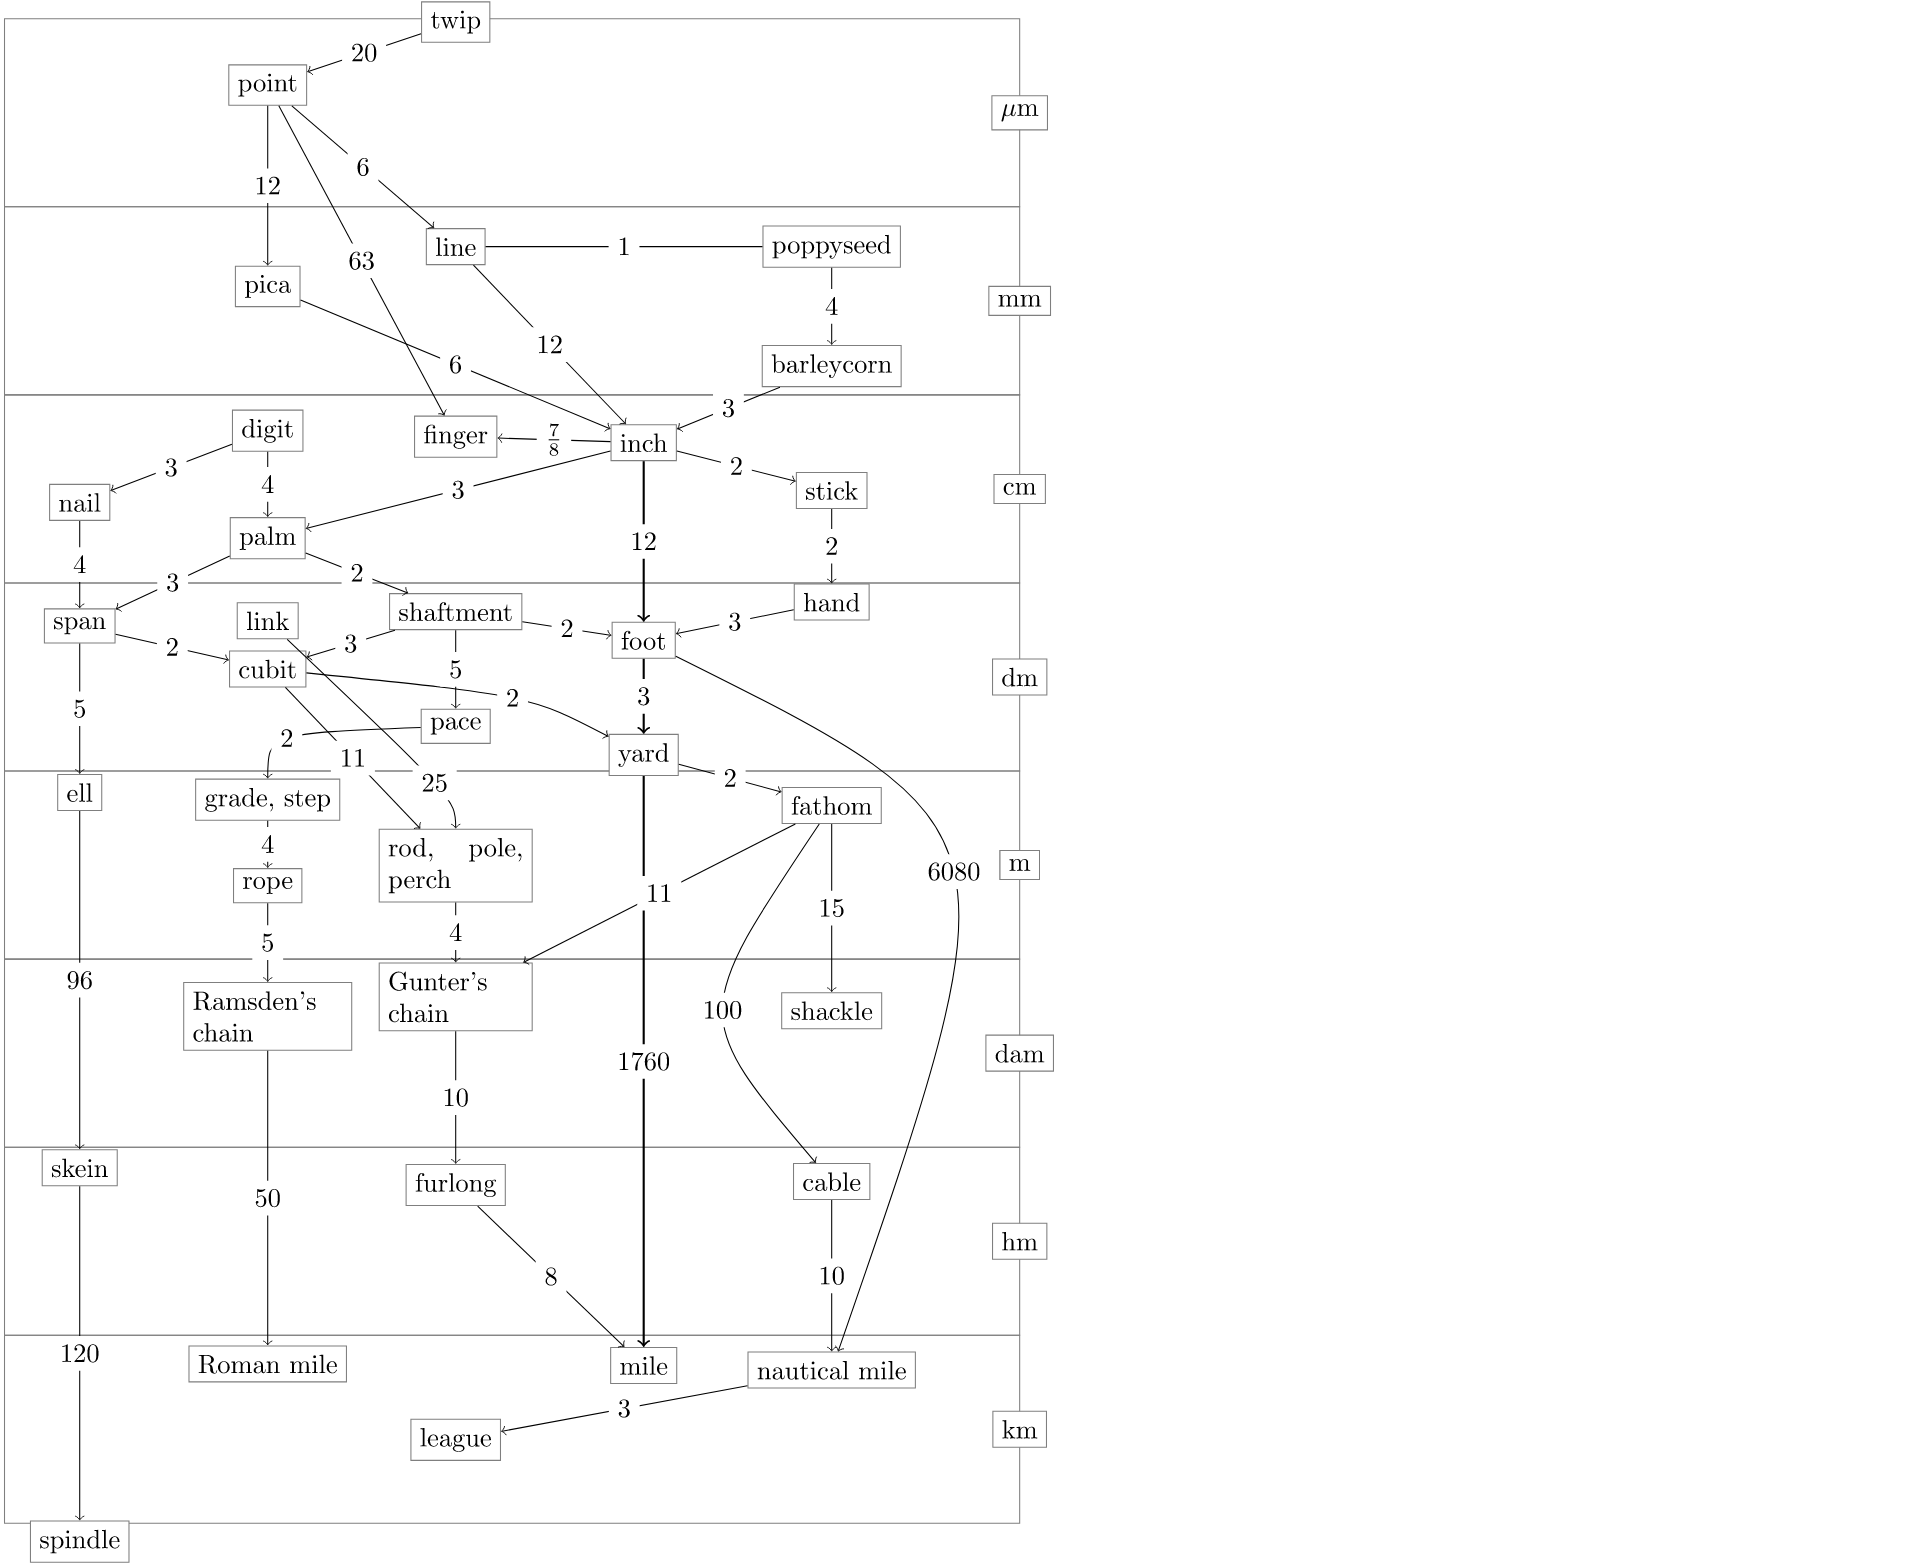 twip
20
point
μm
6
12
63
line
1
poppyseed
pica
mm
4
12
6
barleycorn
3
digit
finger
7/8
inch
3
2
4
3
nail
stick
cm
palm
12
2
4
3
2
hand
span
link
shaftment
3
2
foot
2
3
cubit
5
dm
3
2
5
pace
2
yard
11
2
25
ell
grade, step
fathom
4
rod, pole,
perch
m
rope
6080
11
15
4
5
96
Gunter's
chain
Ramsden's
chain
100
shackle
dam
1760
10
skein
furlong
cable
50
hm
8
10
120
Roman mile
mile
nautical mile
3
league
km
spindle